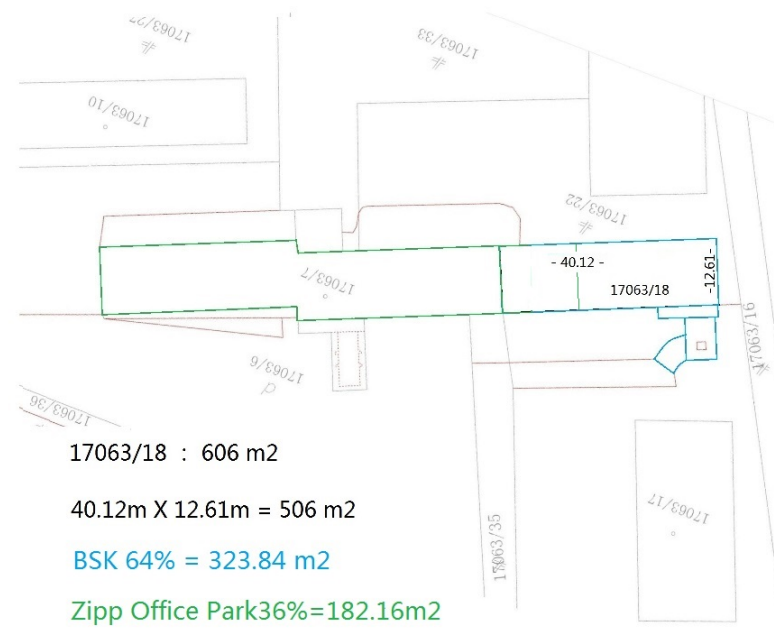 17063/27
17063/33
17063/10
17063/22
- 40.12 -
-12.61-
17063/7
17063/18
17063/16
17063/6
17063/36
17063/18 : 606 m2
40.12m X 12.61m = 506 m2
17063/17
17063/35
BSK 64% = 323.84 m2
Zipp Office Park36%=182.16m2